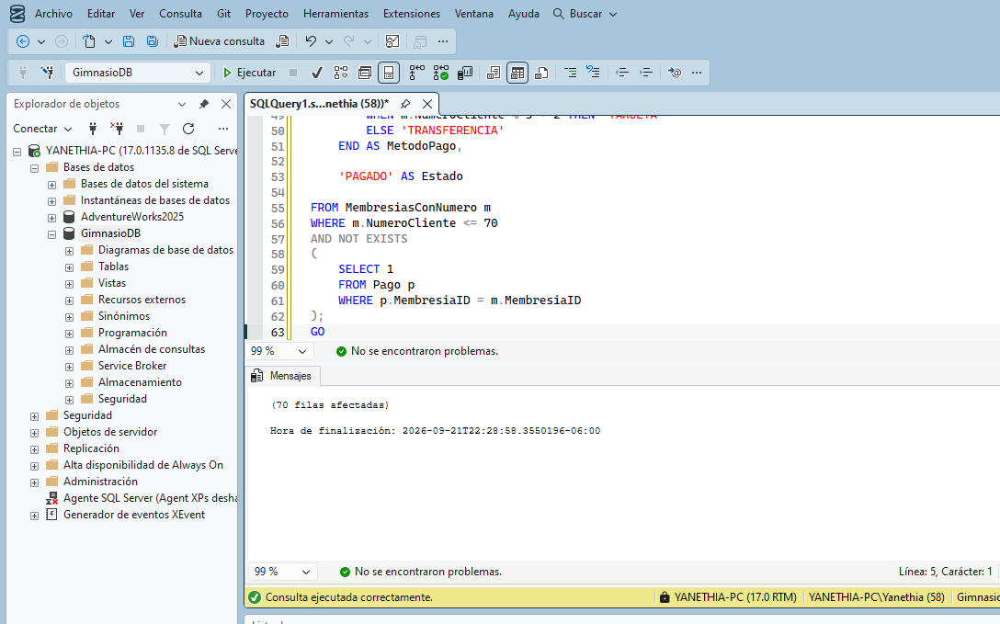 Archivo Editar Ver Consulta Git Proyecto Herramientas Extensiones Ventana Ayuda Buscar
Nueva consulta
GimnasioDB Ejecutar
Explorador de objetos
Conectar
YANETHIA-PC (17.0.1135.8 de SQL Serve
Bases de datos
Bases de datos del sistema
Instantáneas de bases de datos
AdventureWorks2025
GimnasioDB
Diagramas de base de datos
Tablas
Vistas
Recursos externos
Sinónimos
Programación
Almacén de consultas
Service Broker
Almacenamiento
Seguridad
Seguridad
Objetos de servidor
Replicación
Alta disponibilidad de Always On
Administración
Agente SQL Server (Agent XPs desha
Generador de eventos XEvent
SQLQuery1.s...nethia (58))*
49 WHEN m.NumeroCliente % 3 = 2 THEN 'TARJETA'
50 ELSE 'TRANSFERENCIA'
51 END AS MetodoPago,
52
53 'PAGADO' AS Estado
54
55 FROM MembresiasConNumero m
56 WHERE m.NumeroCliente <= 70
57 AND NOT EXISTS
58 (
59 SELECT 1
60 FROM Pago p
61 WHERE p.MembresiaID = m.MembresiaID
62 );
63 GO
99 % No se encontraron problemas.
Mensajes
(70 filas afectadas)
Hora de finalización: 2026-09-21T22:28:58.3550196-06:00
99 % No se encontraron problemas. Línea: 5, Carácter: 1
Consulta ejecutada correctamente. YANETHIA-PC (17.0 RTM) YANETHIA-PC\Yanethia (58) Gimnasio